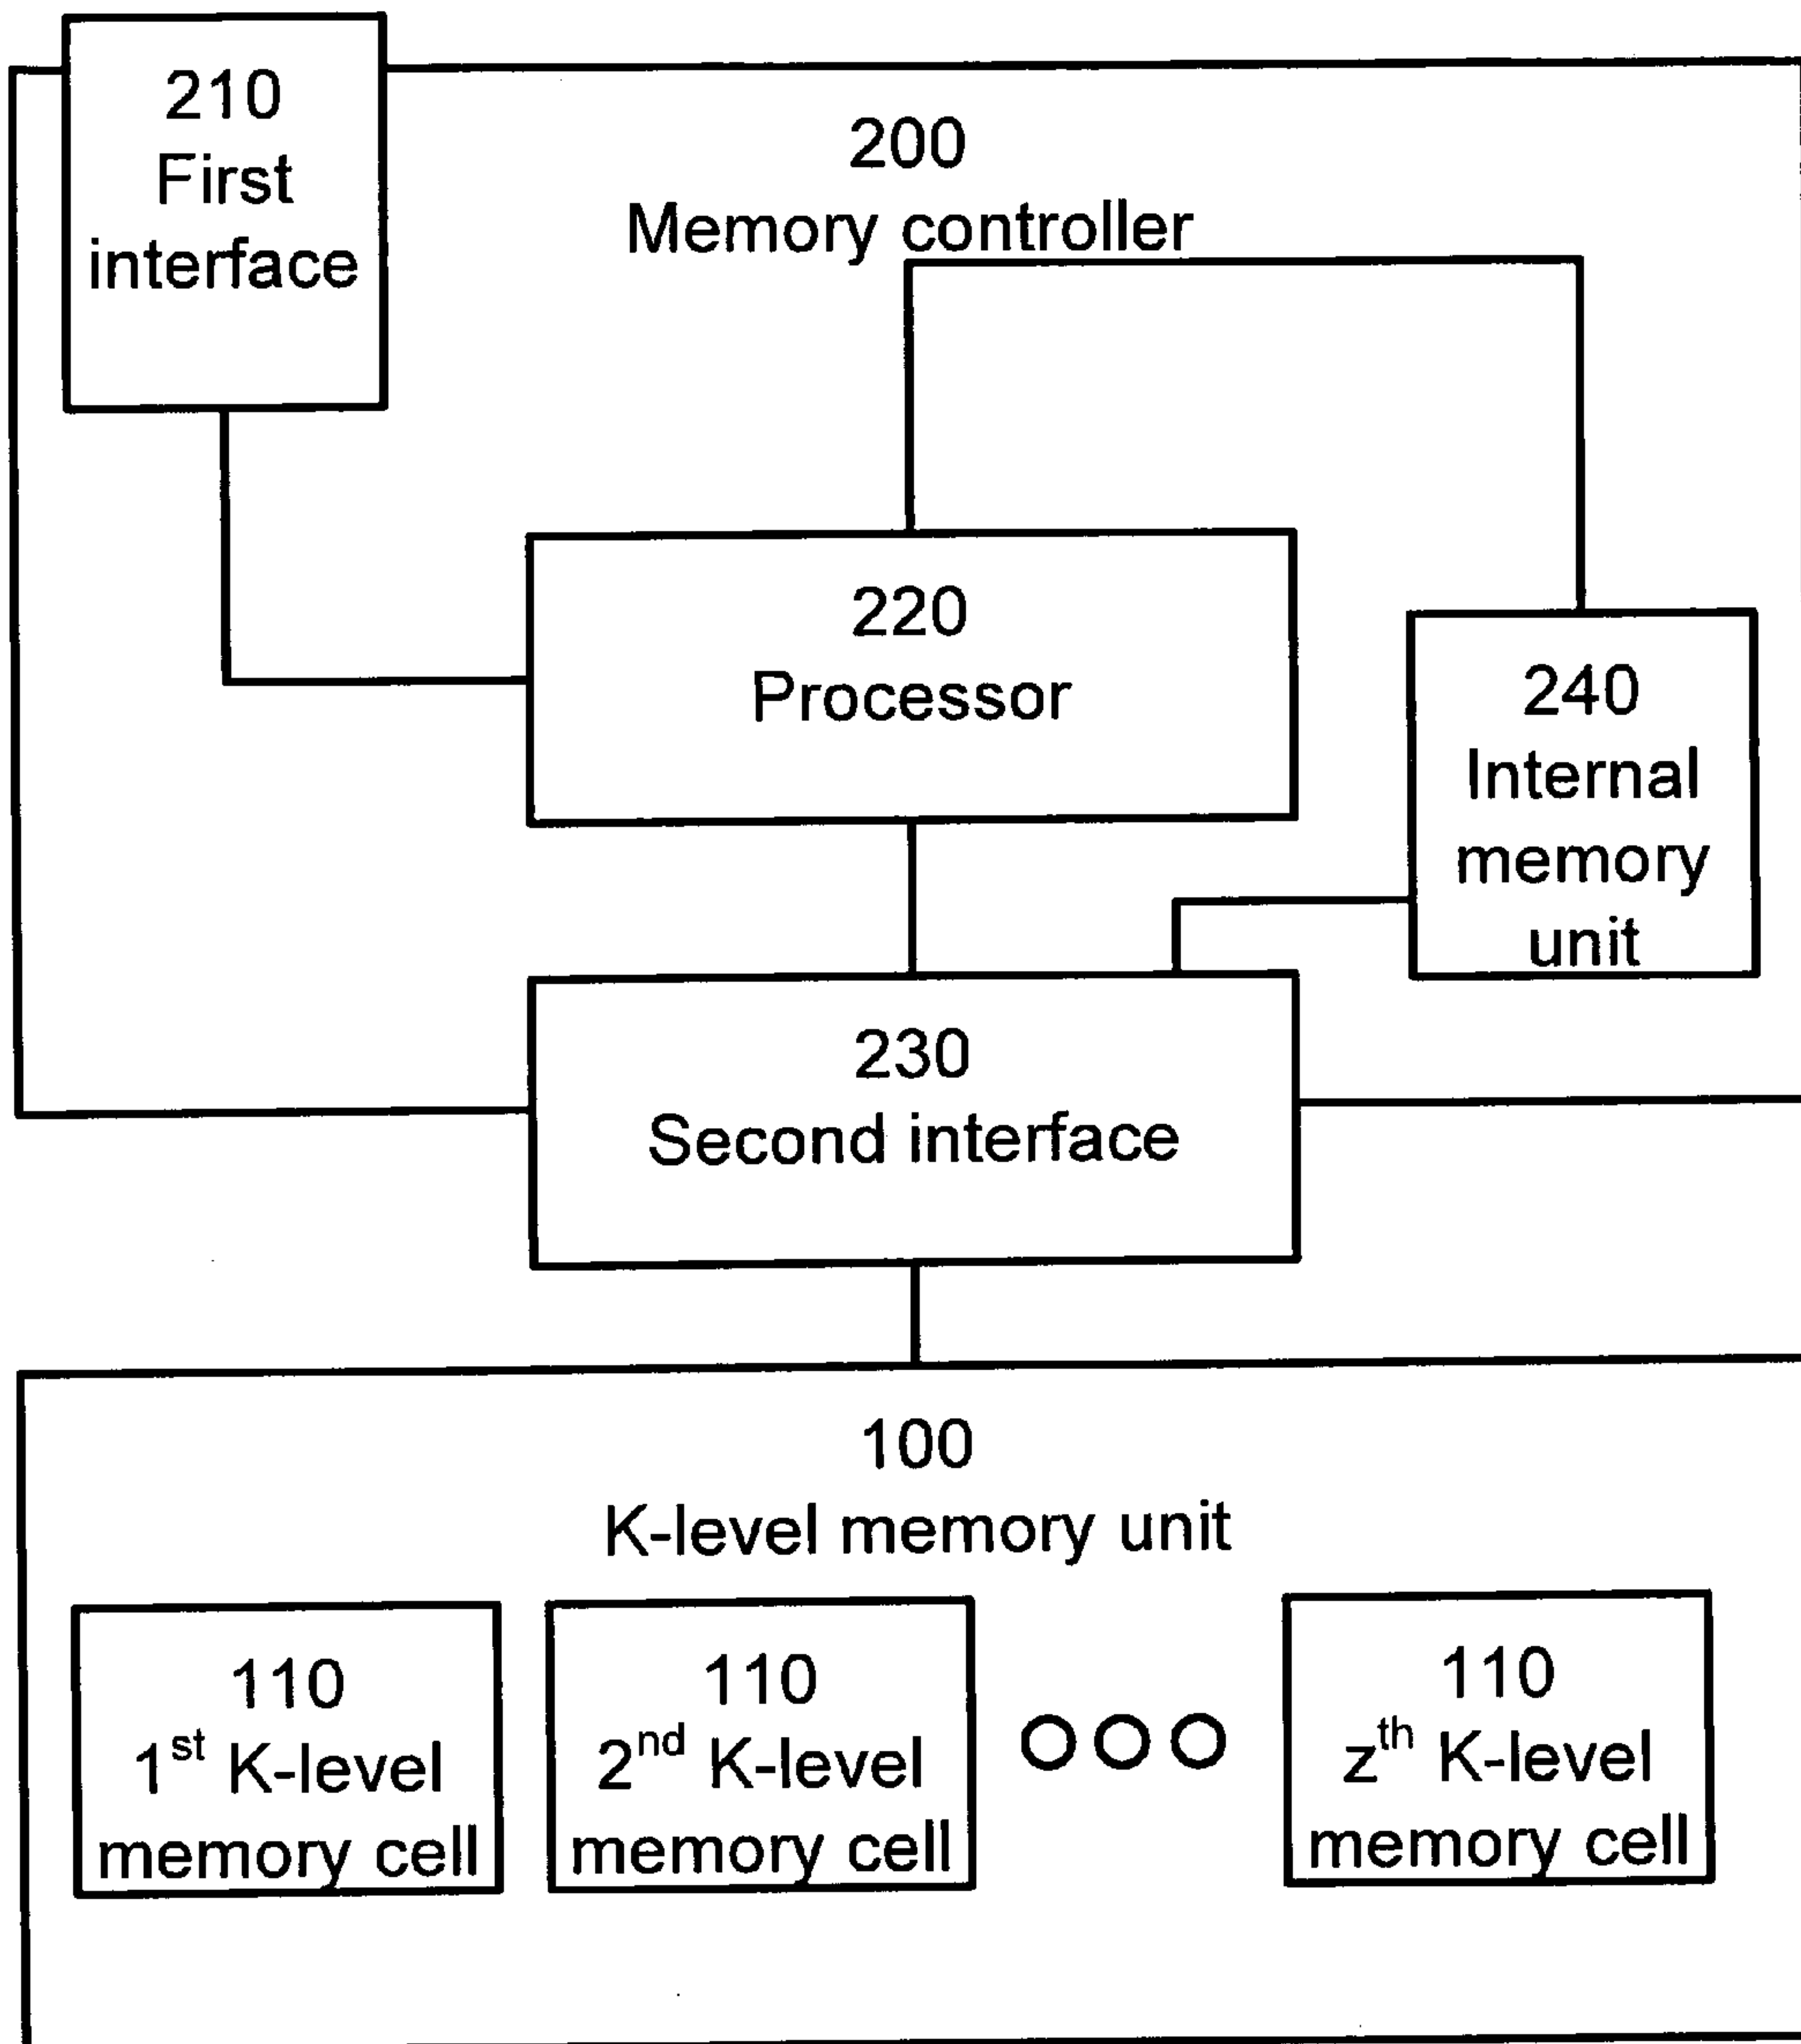 210
First
interface
200
Memory controller
220
Processor
240
Internal
memory
unit
230
Second interface
100
K-level memory unit
110
1st K-level
memory cell
110
2nd K-level
memory cell
110
zth K-level
memory cell